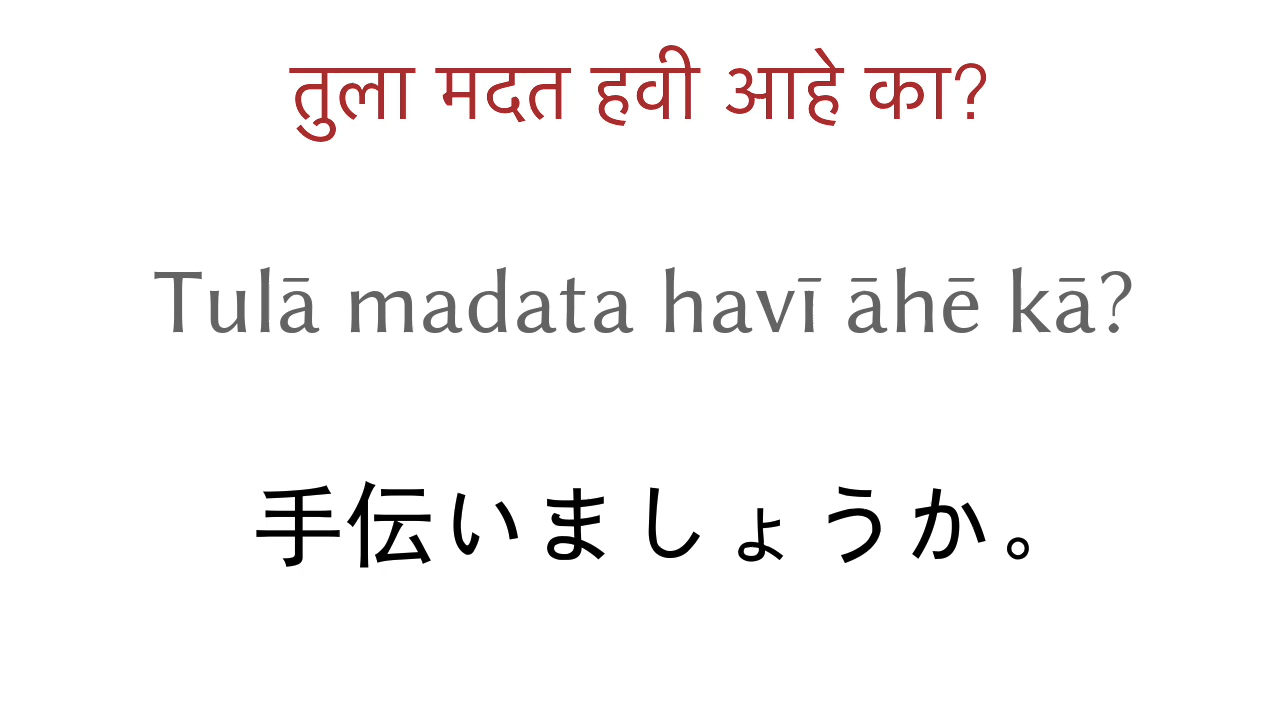 तुला मदत हवी आहे का?
Tulā madata havī āhē kā?
手伝いましょうか。